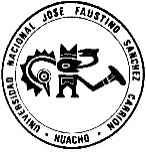 UNIVERSIDAD NACIONAL JOSE FAUSTINO SANCHEZ CARRION
· HUACHO ·